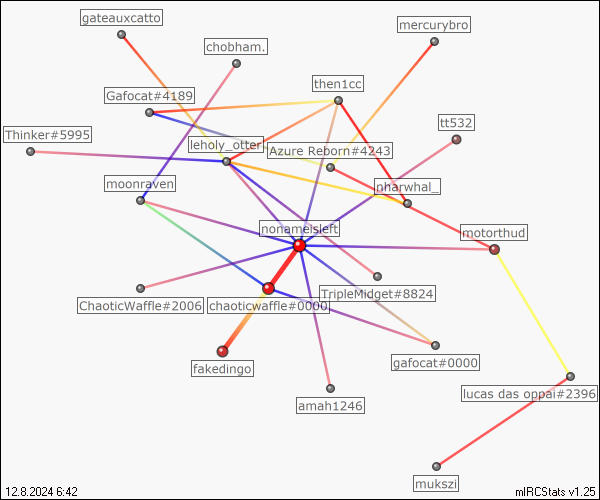 gateauxcatto
mercurybro
chobham.
then1cc
Gafocat#4189
tt532
Thinker#5995
leholy_otter
Azure Reborn#4243
moonraven
nharwhal_
nonameisleft
motorthud
ChaoticWaffle#2006
chaoticwaffle#0000
TripleMidget#8824
fakedingo
gafocat#0000
amah1246
lucas das oppai#2396
mukszi
12.8.2024 6:42
mIRCStats v1.25